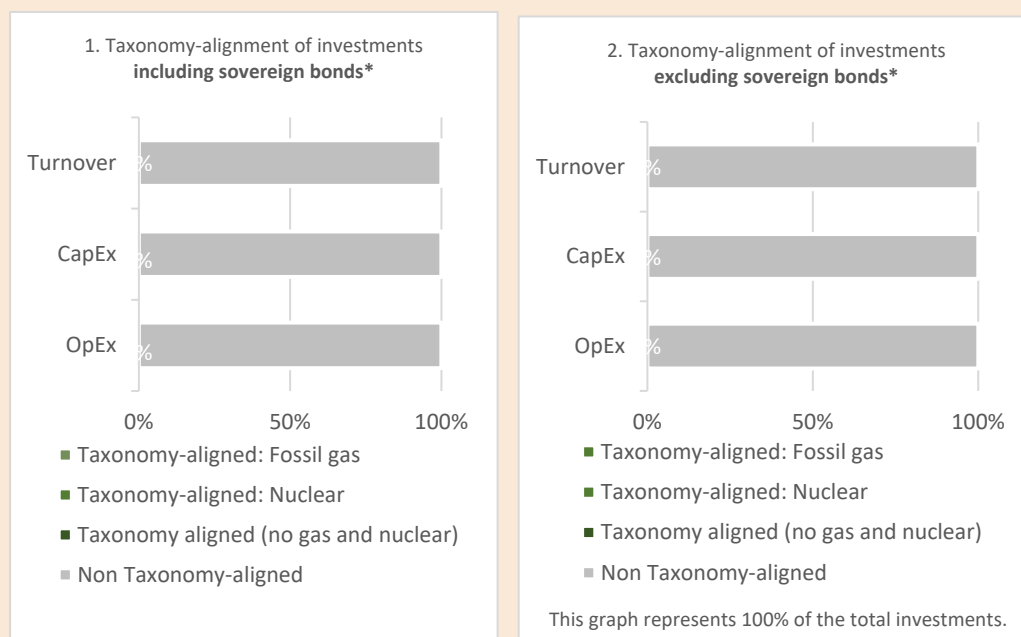 1. Taxonomy-alignment of investments
including sovereign bonds*
Turnover
%
CapEx
%
OpEx
%
0% 50% 100%
Taxonomy-aligned: Fossil gas
Taxonomy-aligned: Nuclear
Taxonomy aligned (no gas and nuclear)
Non Taxonomy-aligned
2. Taxonomy-alignment of investments
excluding sovereign bonds*
Turnover
%
CapEx
%
OpEx
%
0% 50% 100%
Taxonomy-aligned: Fossil gas
Taxonomy-aligned: Nuclear
Taxonomy aligned (no gas and nuclear)
Non Taxonomy-aligned
This graph represents 100% of the total investments.